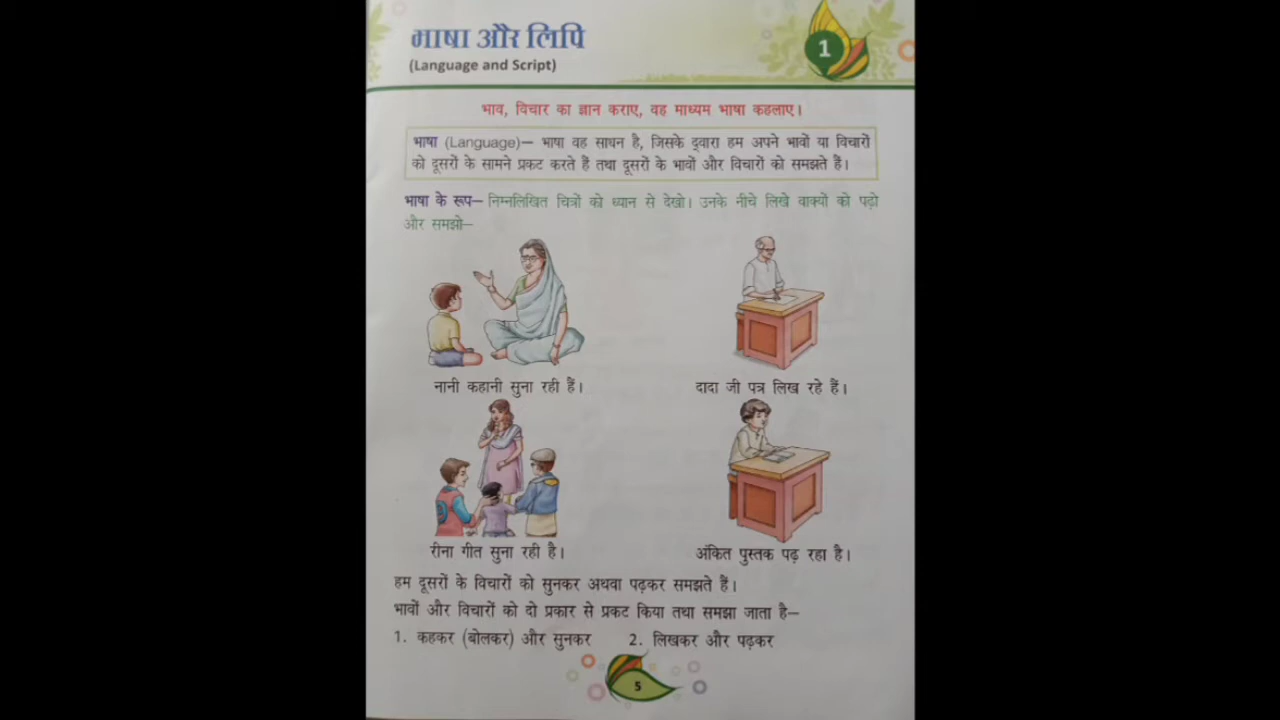 भाषा और लिपि
(Language and Script)
1
भाव, विचार का ज्ञान कराए, वह माध्यम भाषा कहलाए।
भाषा (Language)– भाषा वह साधन है, जिसके द्वारा हम अपने भावों या विचारों
को दूसरों के सामने प्रकट करते हैं तथा दूसरों के भावों और विचारों को समझते हैं।
भाषा के रूप– निम्नलिखित चित्रों को ध्यान से देखो। उनके नीचे लिखे वाक्यों को पढ़ो
और समझो–
नानी कहानी सुना रही हैं।
दादा जी पत्र लिख रहे हैं।
रीना गीत सुना रही है।
अंकित पुस्तक पढ़ रहा है।
हम दूसरों के विचारों को सुनकर अथवा पढ़कर समझते हैं।
भावों और विचारों को दो प्रकार से प्रकट किया तथा समझा जाता है–
1. कहकर (बोलकर) और सुनकर 2. लिखकर और पढ़कर
5